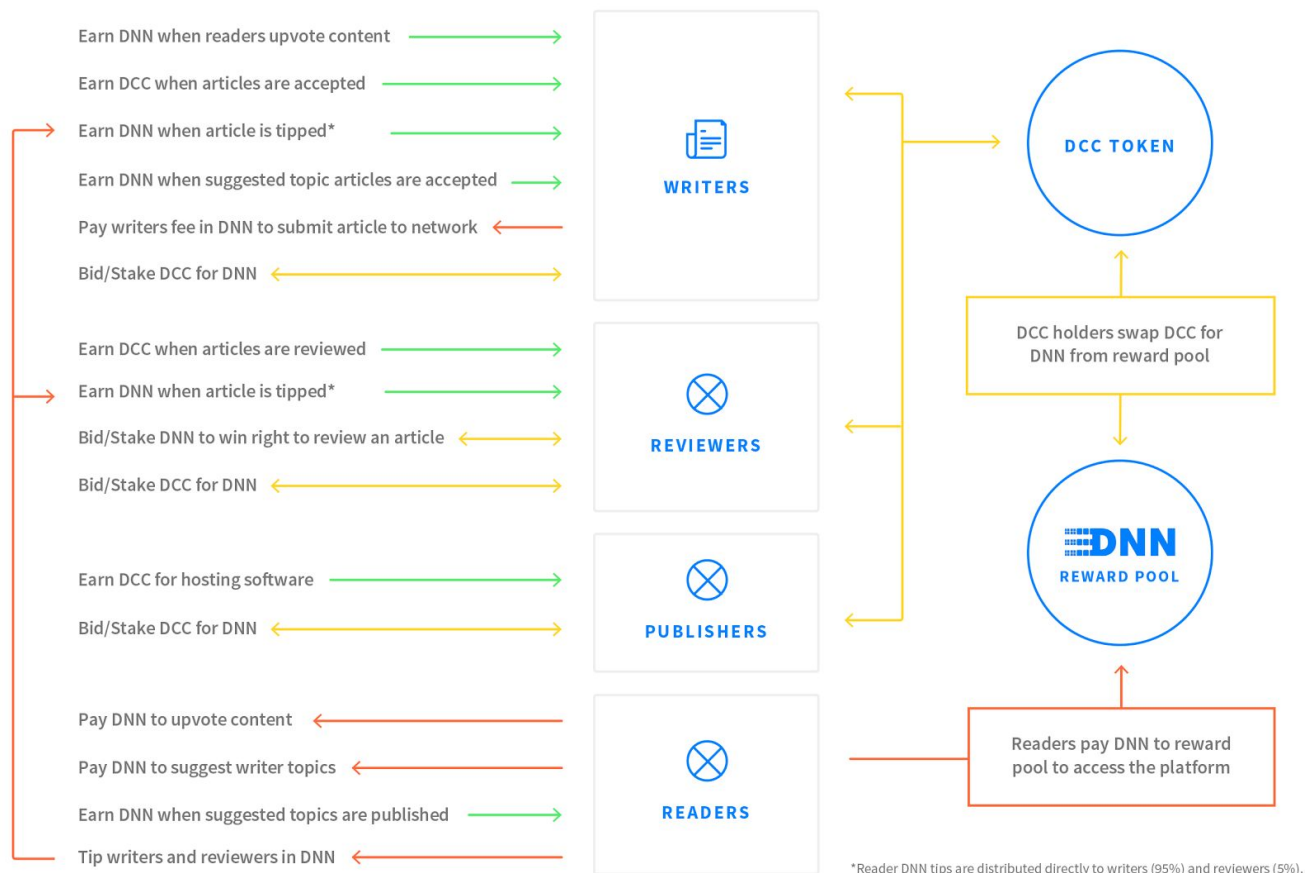 Earn DNN when readers upvote content
Earn DCC when articles are accepted
Earn DNN when article is tipped*
Earn DNN when suggested topic articles are accepted
Pay writers fee in DNN to submit article to network
Bid/Stake DCC for DNN
WRITERS
Earn DCC when articles are reviewed
Earn DNN when article is tipped*
Bid/Stake DNN to win right to review an article
Bid/Stake DCC for DNN
REVIEWERS
Earn DCC for hosting software
Bid/Stake DCC for DNN
PUBLISHERS
Pay DNN to upvote content
Pay DNN to suggest writer topics
Earn DNN when suggested topics are published
Tip writers and reviewers in DNN
READERS
DCC TOKEN
DCC holders swap DCC for
DNN from reward pool
DNN
REWARD POOL
Readers pay DNN to reward
pool to access the platform
*Reader DNN tips are distributed directly to writers (95%) and reviewers (5%).